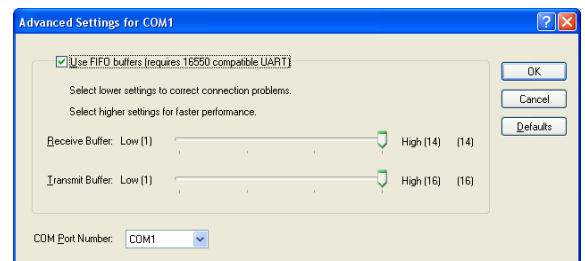 Advanced Settings for COM1
Use FIFO buffers (requires 16550 compatible UART)
Select lower settings to correct connection problems.
Select higher settings for faster performance.
Receive Buffer: Low (1) High (14) (14)
Transmit Buffer: Low (1) High (16) (16)
COM Port Number: COM1
OK
Cancel
Defaults